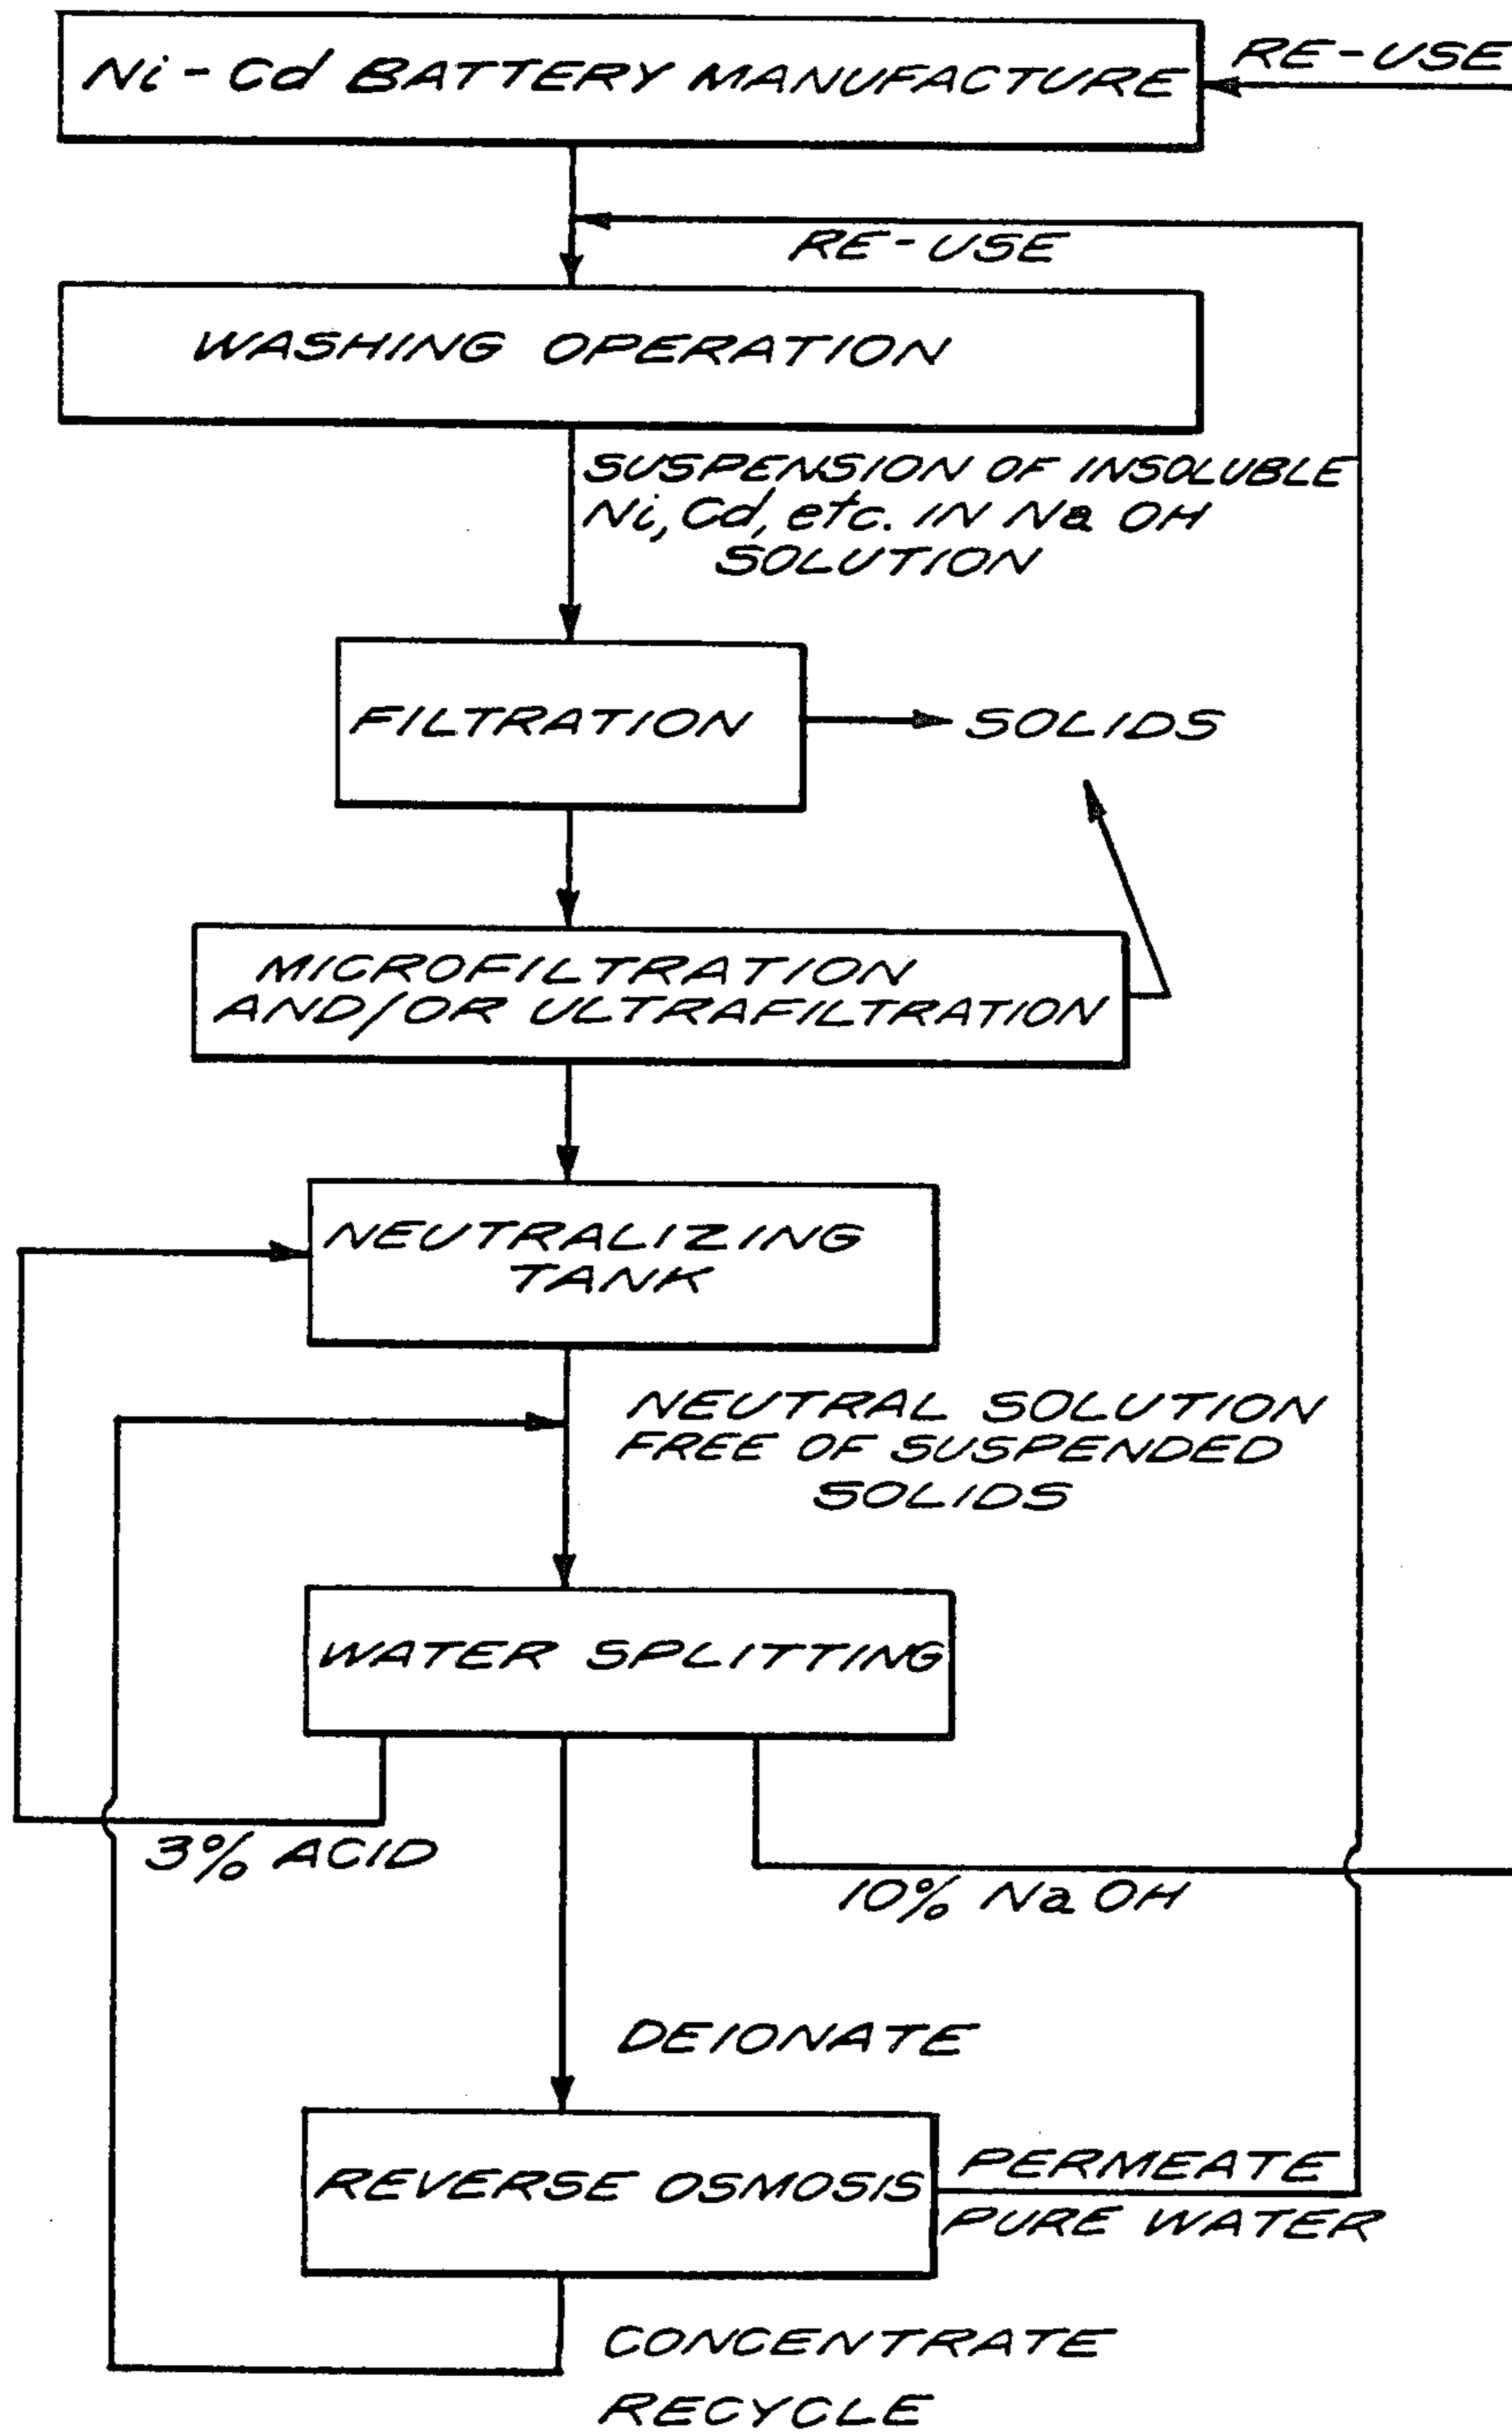 Ni-Cd BATTERY MANUFACTURE
RE-USE
RE-USE
WASHING OPERATION
SUSPENSION OF INSOLUBLE
Ni, Cd, etc. IN Na OH
SOLUTION
FILTRATION
SOLIDS
MICROFILTRATION
AND/OR ULTRAFILTRATION
NEUTRALIZING
TANK
NEUTRAL SOLUTION
FREE OF SUSPENDED
SOLIDS
WATER SPLITTING
3% ACID
10% Na OH
DEIONATE
REVERSE OSMOSIS
PERMEATE
PURE WATER
CONCENTRATE
RECYCLE